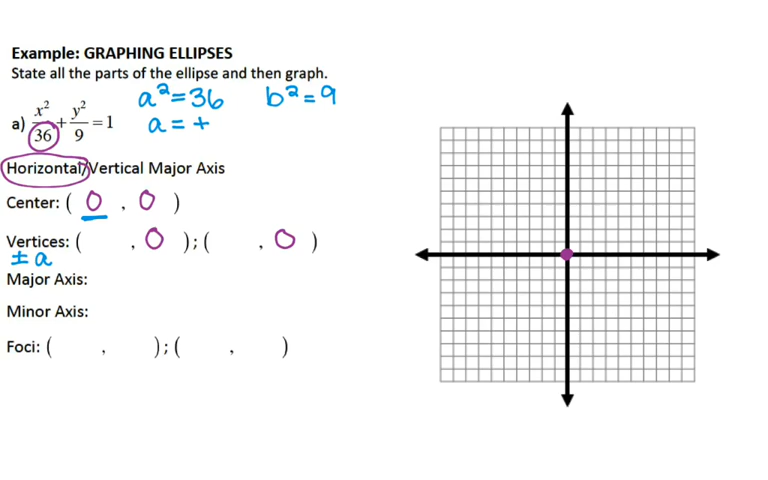 Example: GRAPHING ELLIPSES
State all the parts of the ellipse and then graph.
a) x²/36 + y²/9 = 1 a² = 36 b² = 9
a = +
Horizontal/Vertical Major Axis
Center: ( 0 , 0 )
Vertices: ( , 0 ); ( , 0 )
± a
Major Axis:
Minor Axis:
Foci: ( , ); ( , )